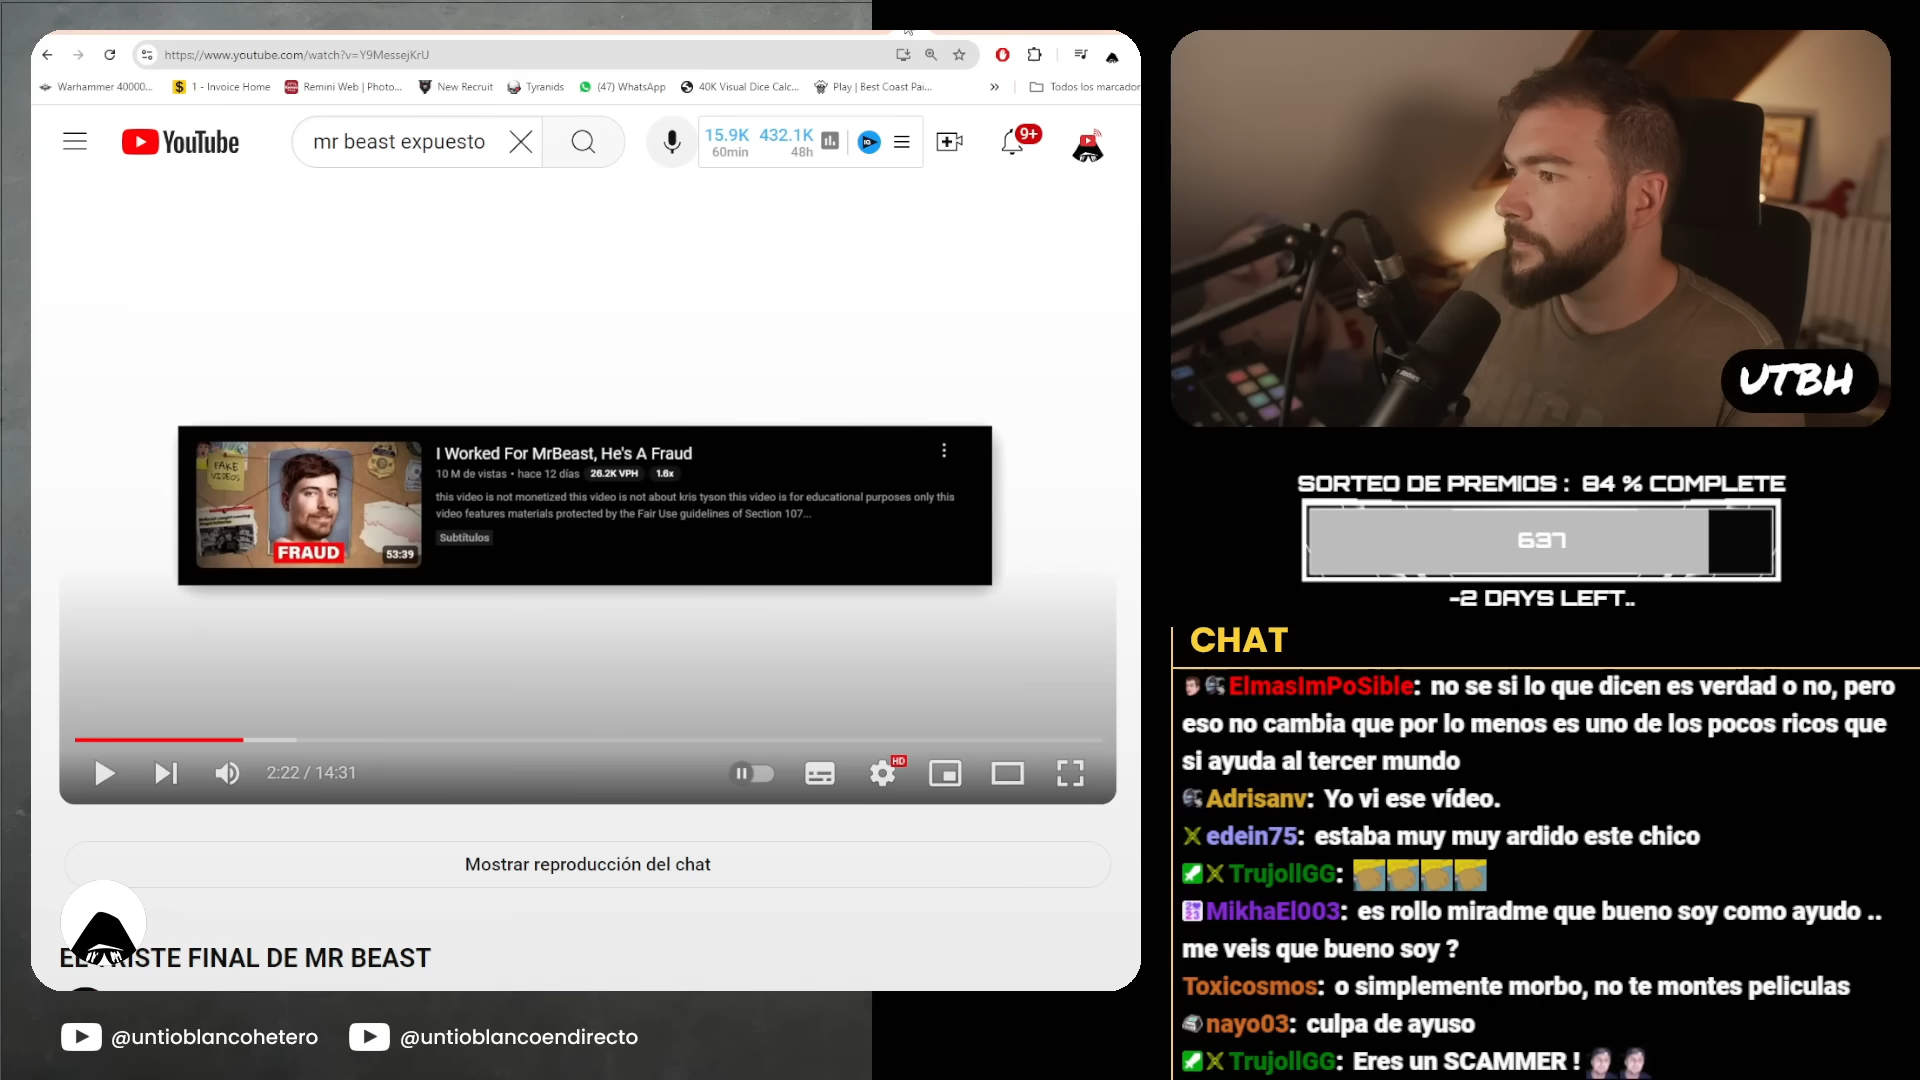 https://www.youtube.com/watch?v=Y9MessejKrU
Warhammer 40000...
1 - Invoice Home
Remini Web | Photo...
New Recruit
Tyranids
(47) WhatsApp
40K Visual Dice Calc...
Play | Best Coast Pai...
Todos los marcador
YouTube
mr beast expuesto
15.9K 432.1K
60min 48h
9+
FAKE VIDEOS
FRAUD
53:39
I Worked For MrBeast, He's A Fraud
10 M de vistas • hace 12 días 26.2K VPH 1.6x
this video is not monetized this video is not about kris tyson this video is for educational purposes only this
video features materials protected by the Fair Use guidelines of Section 107...
Subtítulos
2:22 / 14:31
HD
Mostrar reproducción del chat
STE FINAL DE MR BEAST
@untioblancohetero
@untioblancoendirecto
UTBH
SORTEO DE PREMIOS : 84 % COMPLETE
637
-2 DAYS LEFT..
CHAT
ElmasImPoSible: no se si lo que dicen es verdad o no, pero
eso no cambia que por lo menos es uno de los pocos ricos que
si ayuda al tercer mundo
Adrisanv: Yo vi ese vídeo.
edein75: estaba muy muy ardido este chico
TrujollGG:
MikhaEl003: es rollo miradme que bueno soy como ayudo ..
me veis que bueno soy ?
Toxicosmos: o simplemente morbo, no te montes peliculas
nayo03: culpa de ayuso
TrujollGG: Eres un SCAMMER !